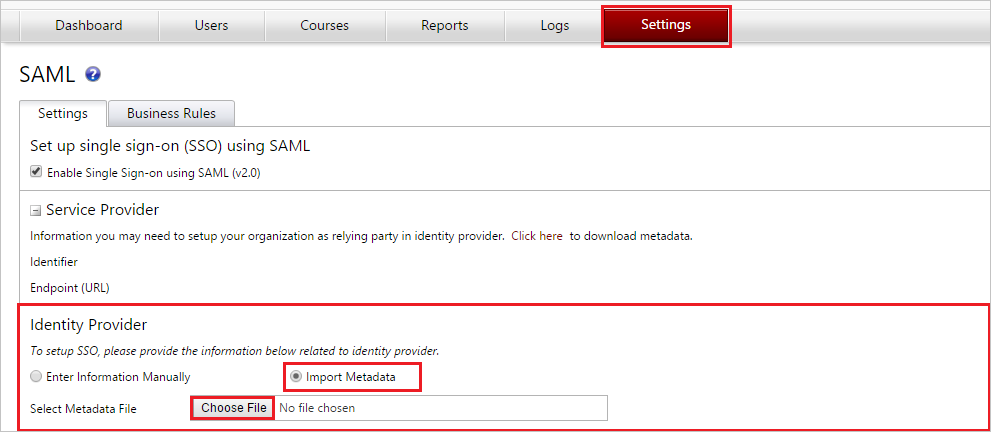 Dashboard Users Courses Reports Logs Settings
SAML ?
Settings Business Rules
Set up single sign-on (SSO) using SAML
Enable Single Sign-on using SAML (v2.0)
Service Provider
Information you may need to setup your organization as relying party in identity provider. Click here to download metadata.
Identifier
Endpoint (URL)
Identity Provider
To setup SSO, please provide the information below related to identity provider.
Enter Information Manually Import Metadata
Select Metadata File Choose File No file chosen